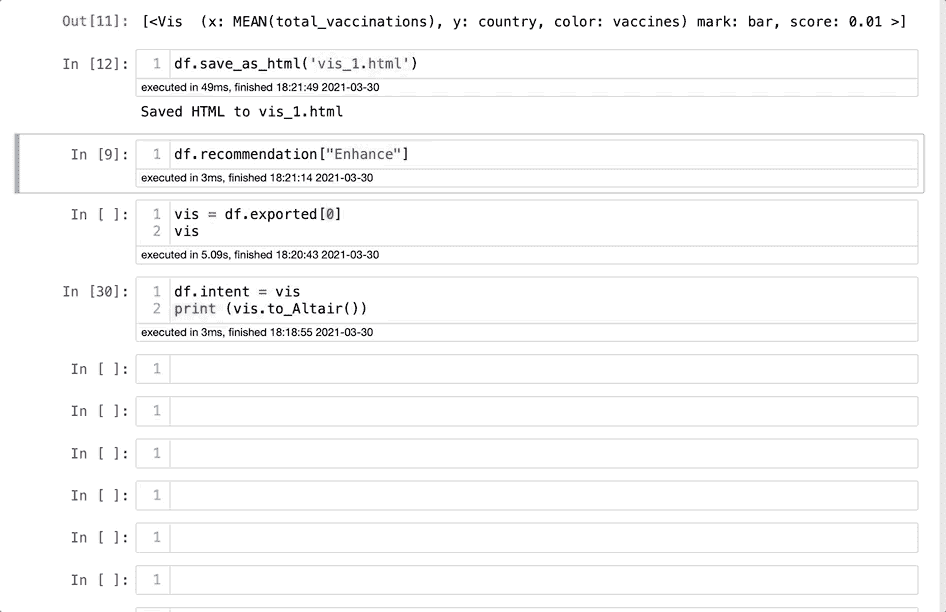 Out[11]: [<Vis  (x: MEAN(total_vaccinations), y: country, color: vaccines) mark: bar, score: 0.01 >]
In [12]: 1 df.save_as_html('vis_1.html')
executed in 49ms, finished 18:21:49 2021-03-30
Saved HTML to vis_1.html
In [9]: 1 df.recommendation["Enhance"]
executed in 3ms, finished 18:21:14 2021-03-30
In [ ]: 1 vis = df.exported[0]
2 vis
executed in 5.09s, finished 18:20:43 2021-03-30
In [30]: 1 df.intent = vis
2 print (vis.to_Altair())
executed in 3ms, finished 18:18:55 2021-03-30
In [ ]: 1
In [ ]: 1
In [ ]: 1
In [ ]: 1
In [ ]: 1
In [ ]: 1